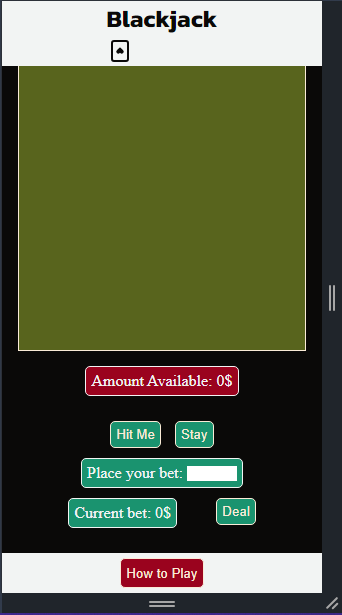 Blackjack
Amount Available: 0$
Hit Me Stay
Place your bet:
Current bet: 0$ Deal
How to Play